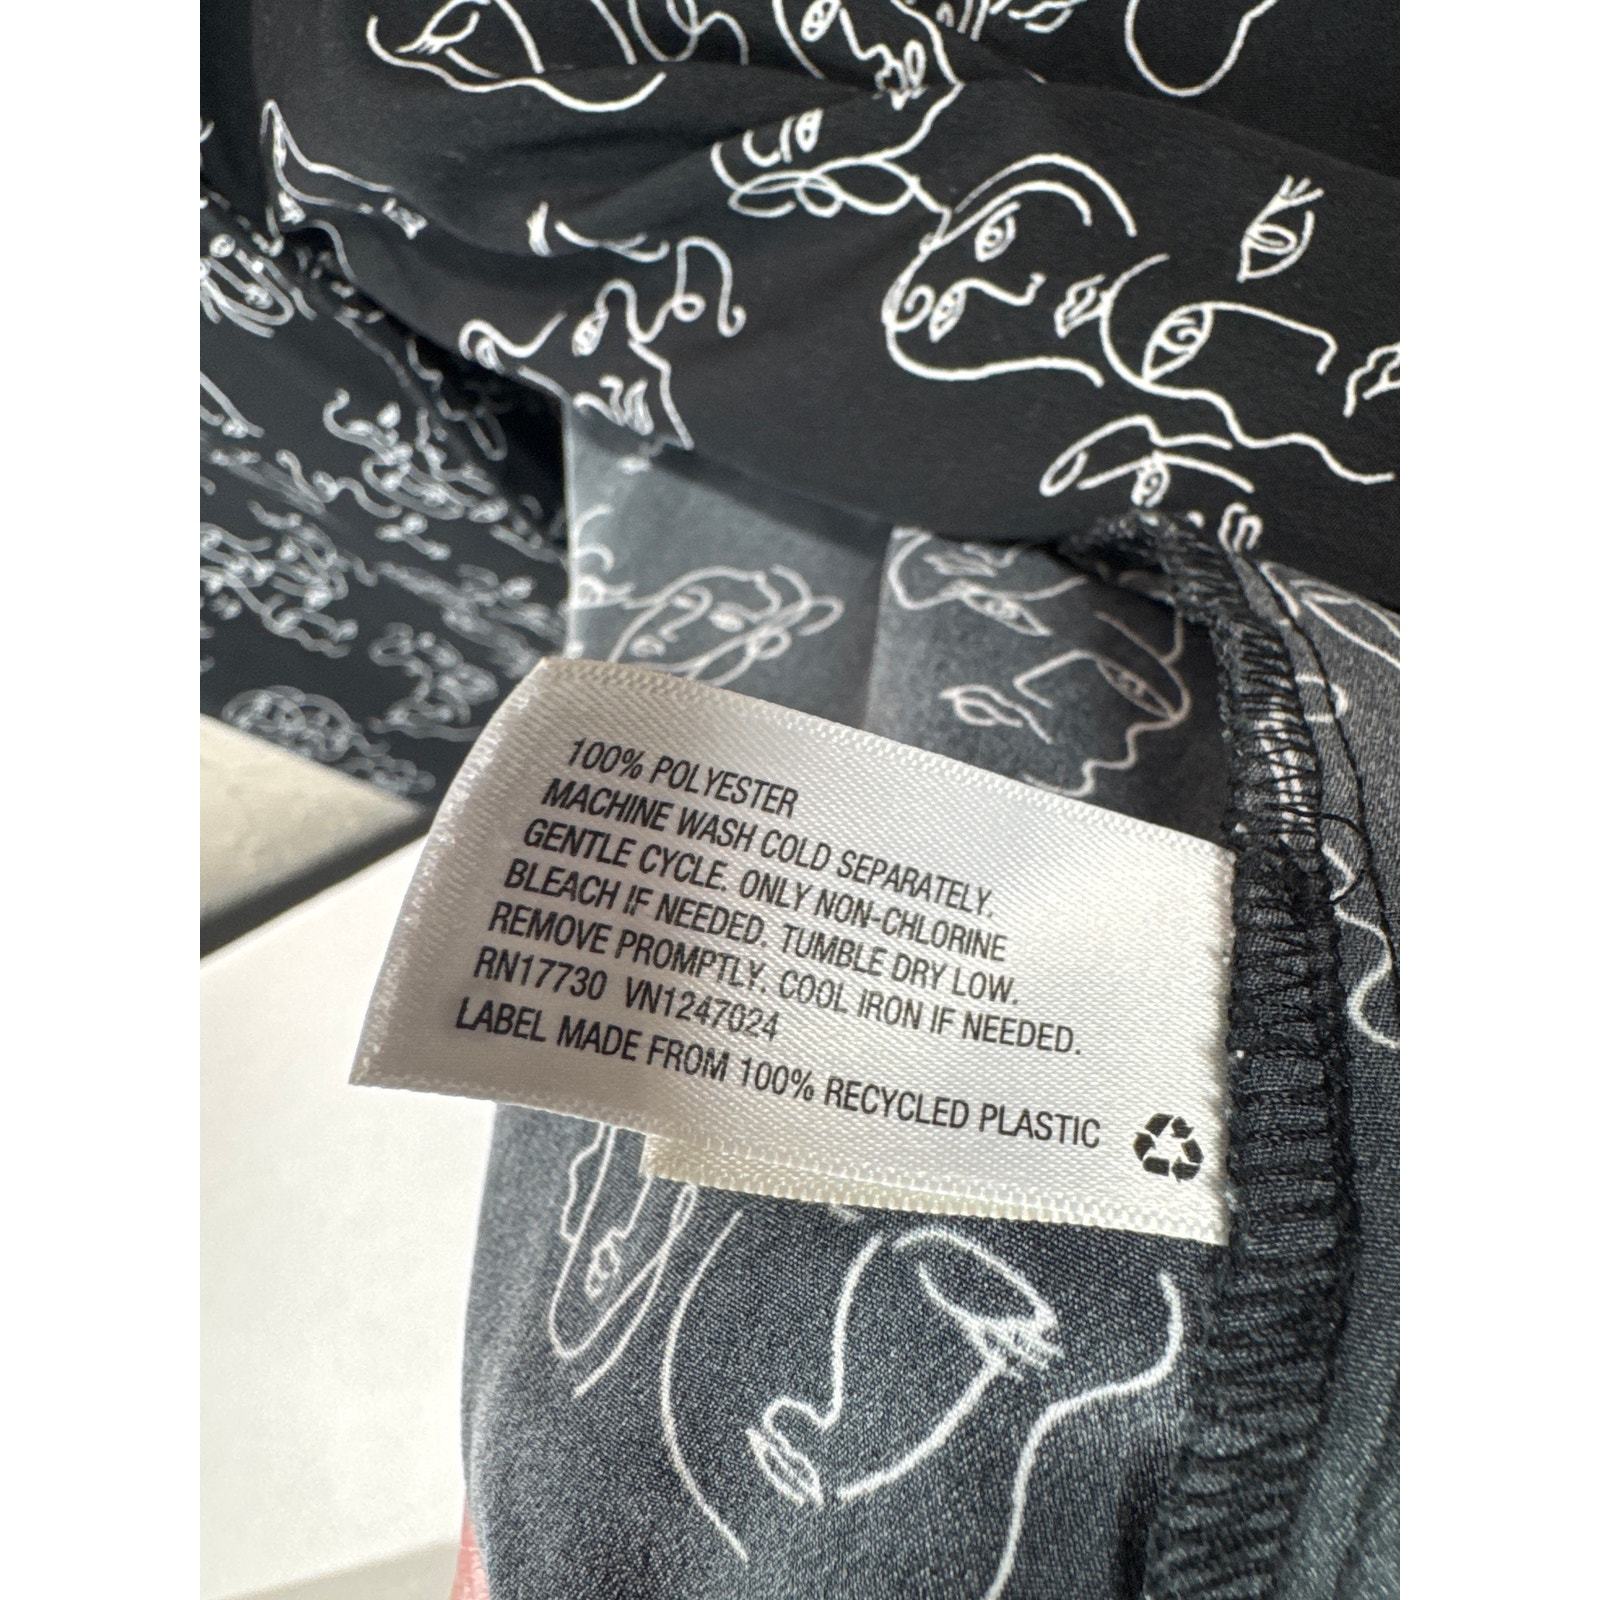 100% POLYESTER
MACHINE WASH COLD SEPARATELY.
GENTLE CYCLE. ONLY NON-CHLORINE
BLEACH IF NEEDED. TUMBLE DRY LOW.
REMOVE PROMPTLY. COOL IRON IF NEEDED.
RN17730 VN1247024
LABEL MADE FROM 100% RECYCLED PLASTIC